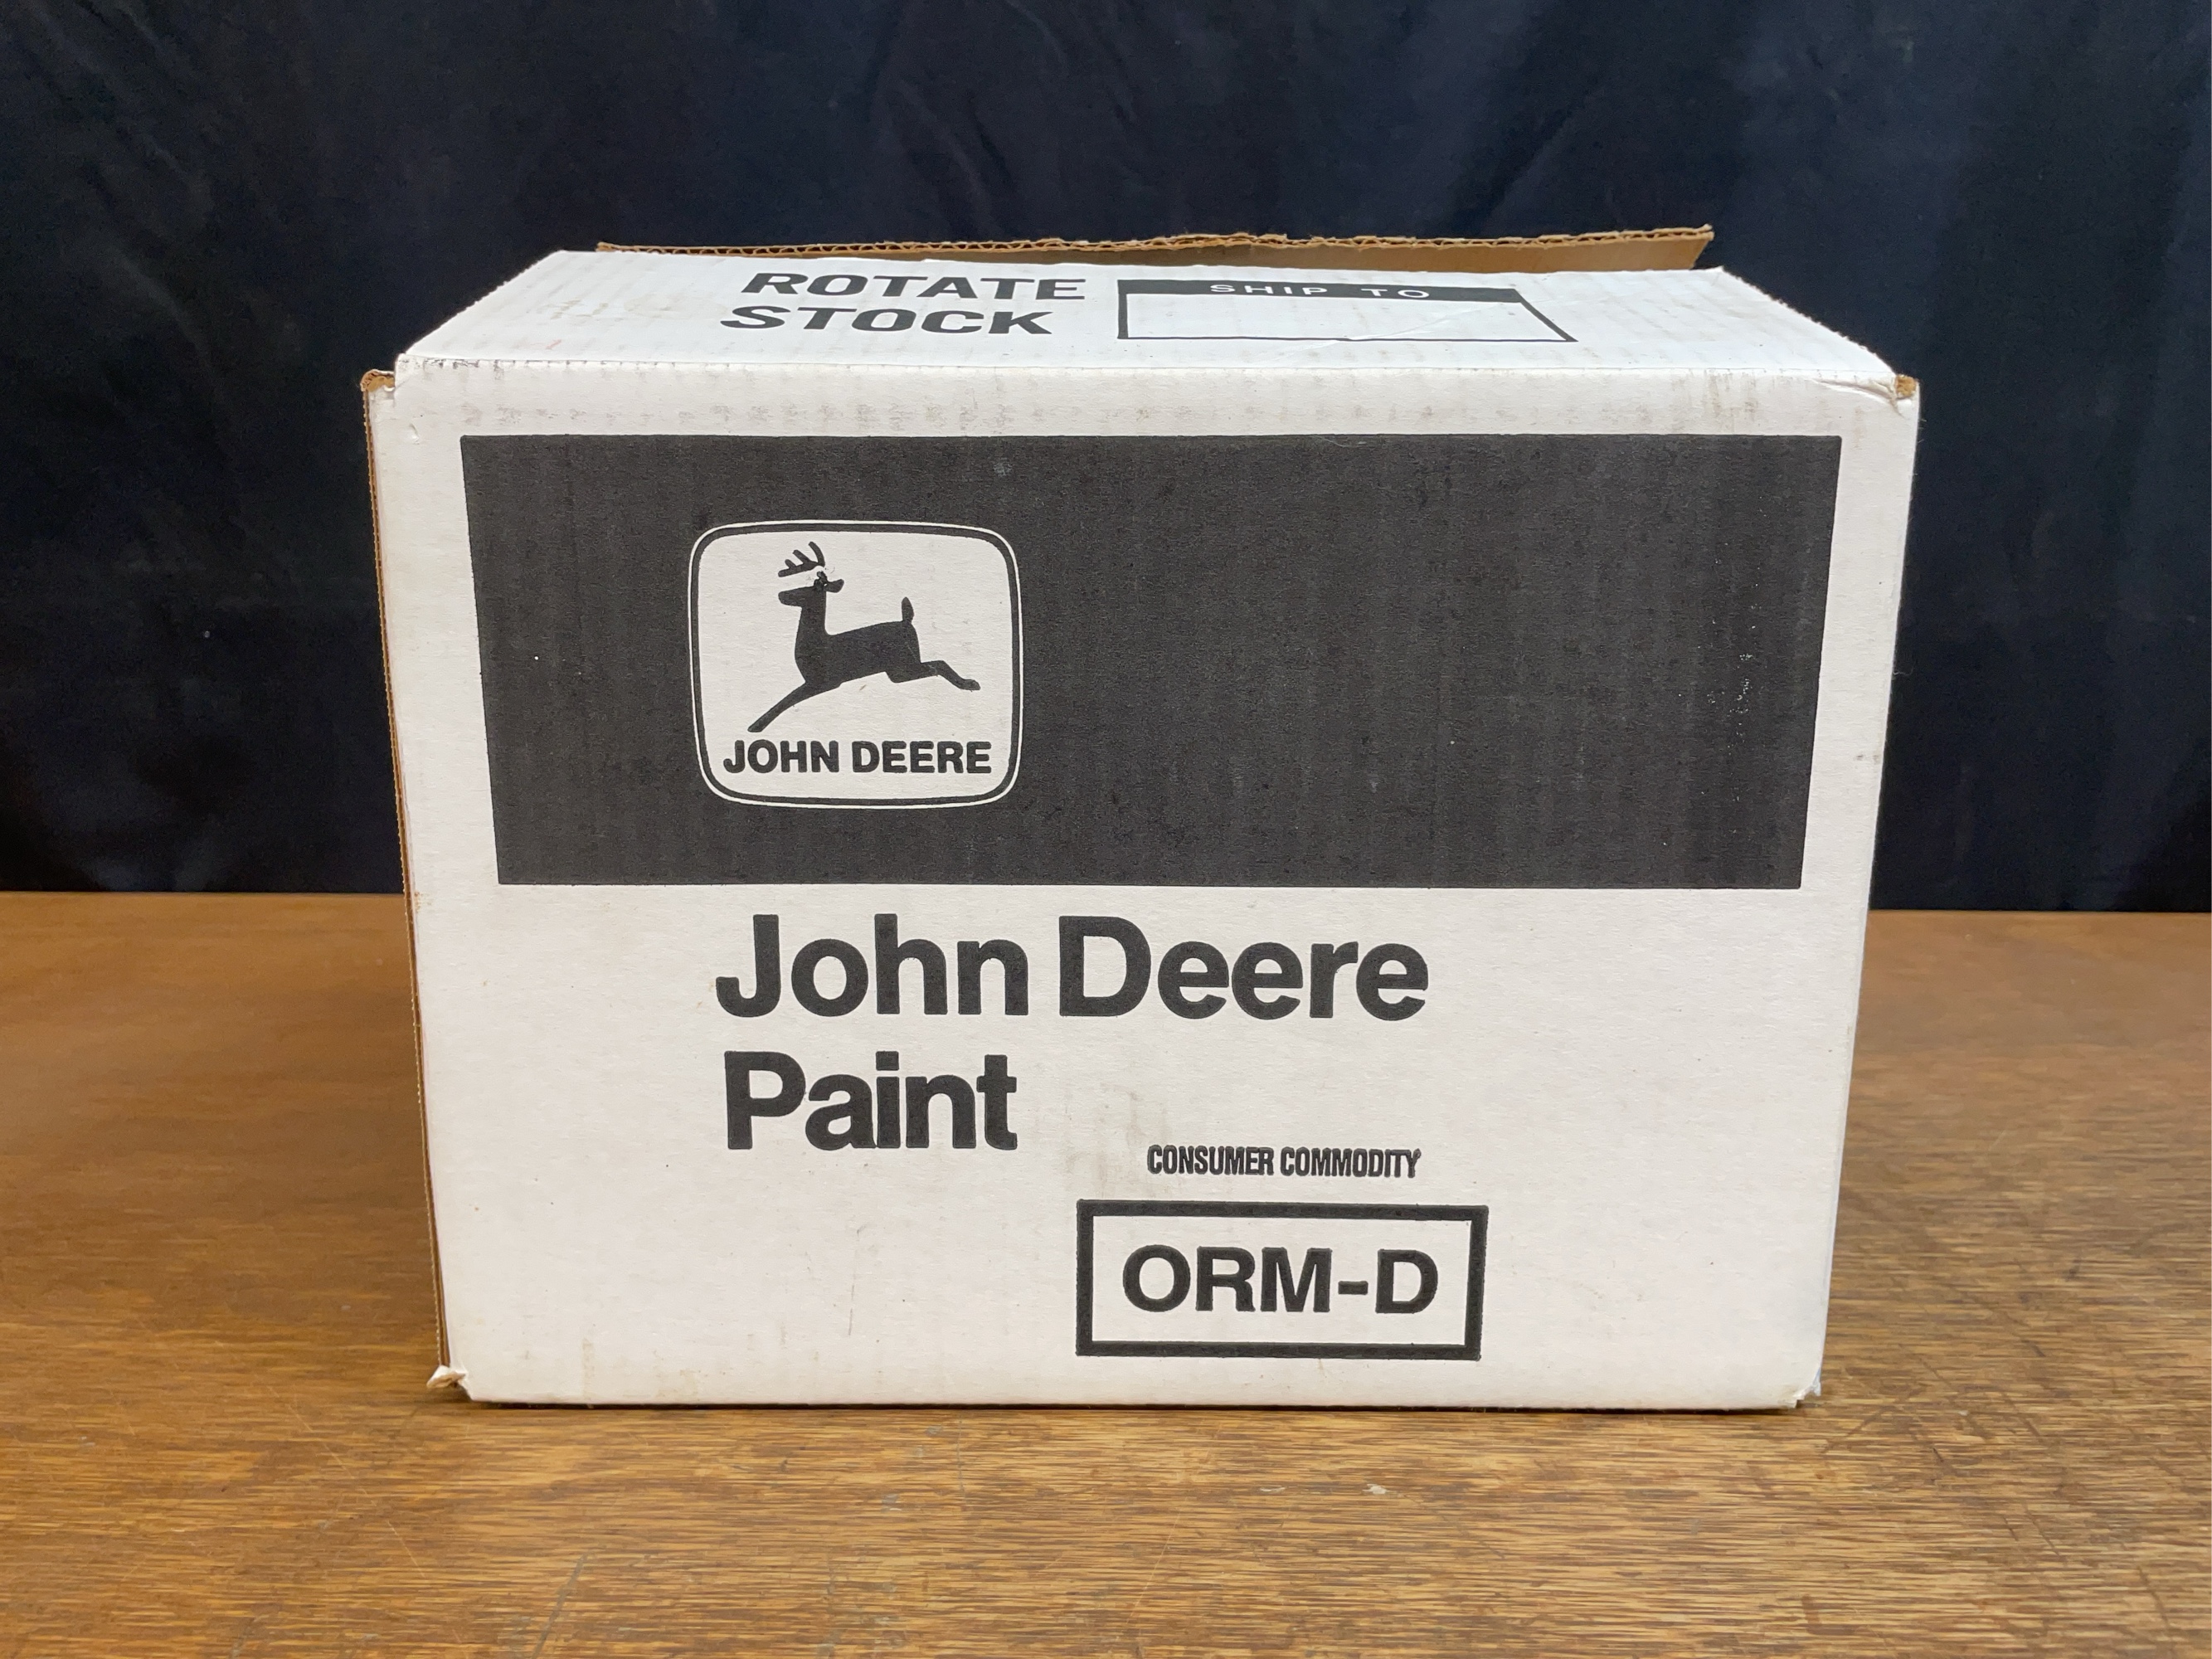 ROTATE
STOCK
SHIP TO
JOHN DEERE
John Deere
Paint
CONSUMER COMMODITY
ORM-D